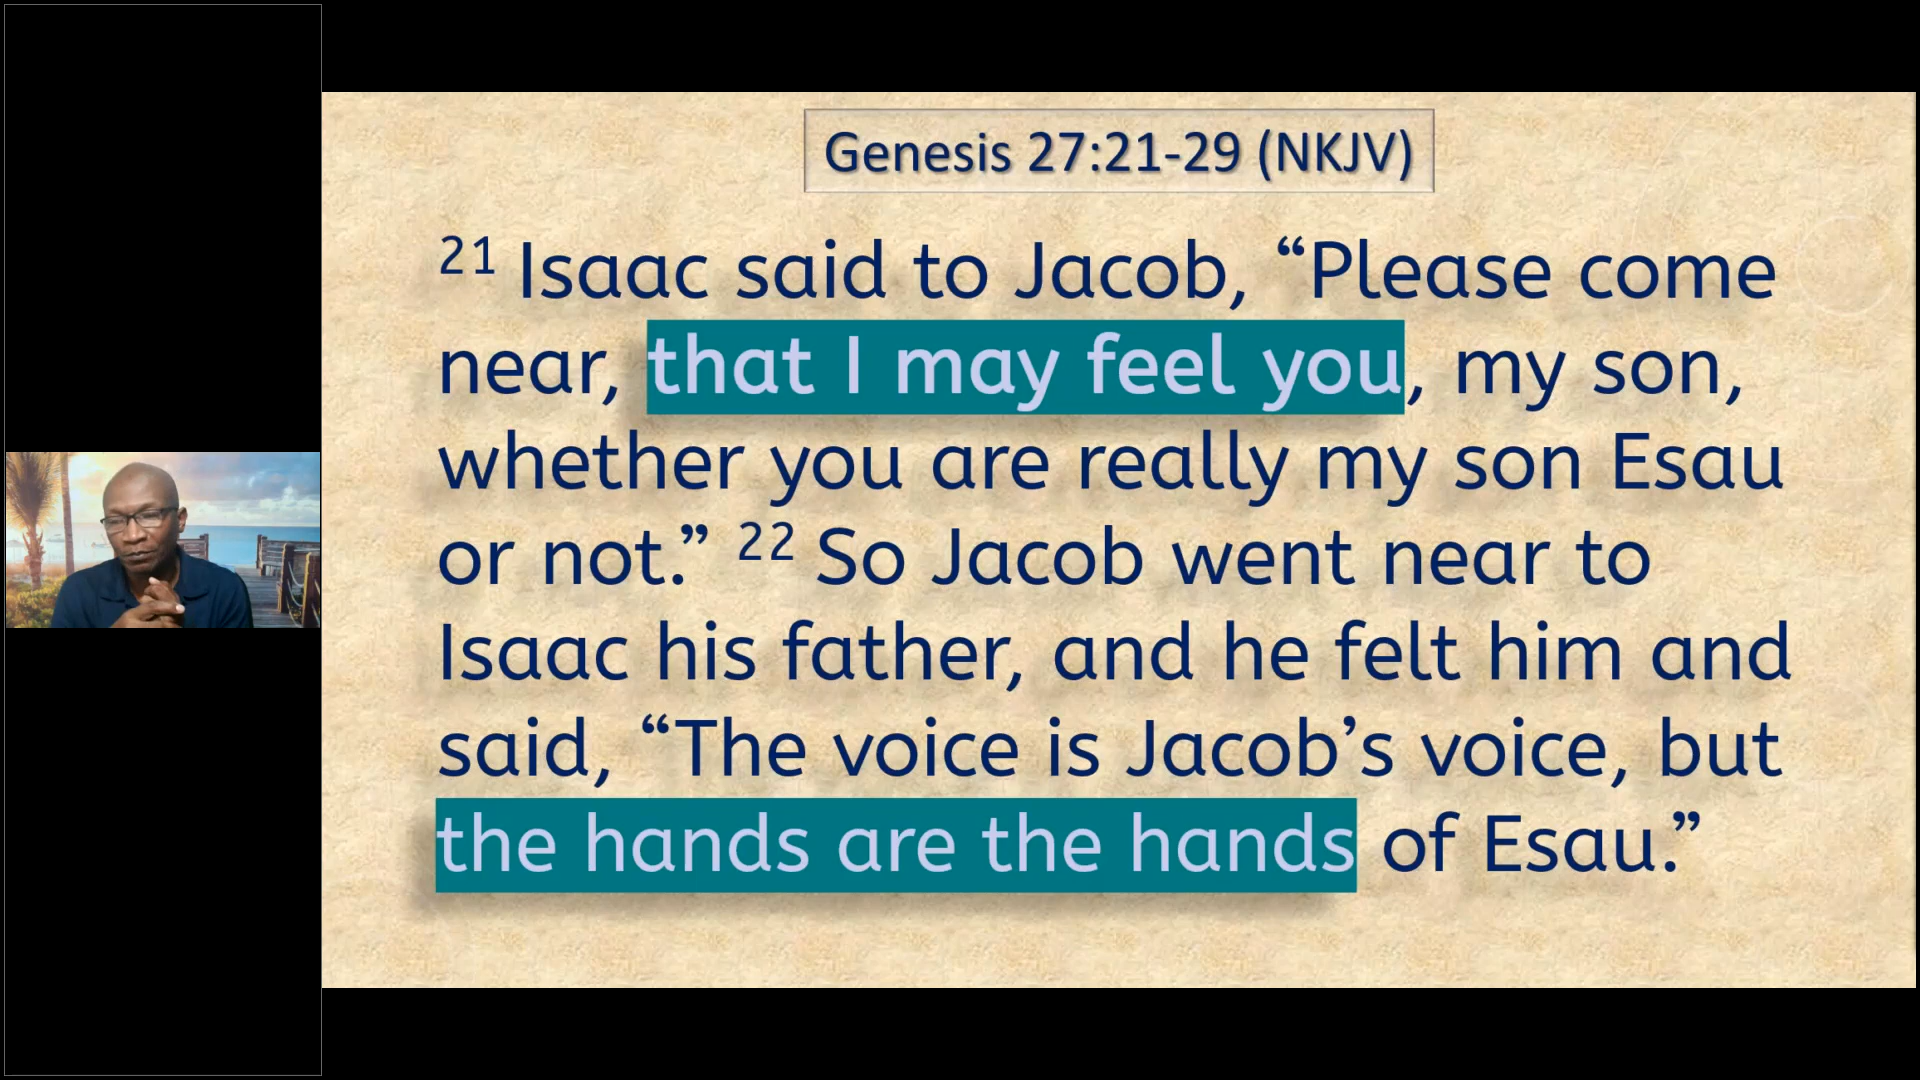 Genesis 27:21-29 (NKJV)
21 Isaac said to Jacob, “Please come
near, that I may feel you, my son,
whether you are really my son Esau
or not.” 22 So Jacob went near to
Isaac his father, and he felt him and
said, “The voice is Jacob’s voice, but
the hands are the hands of Esau.”